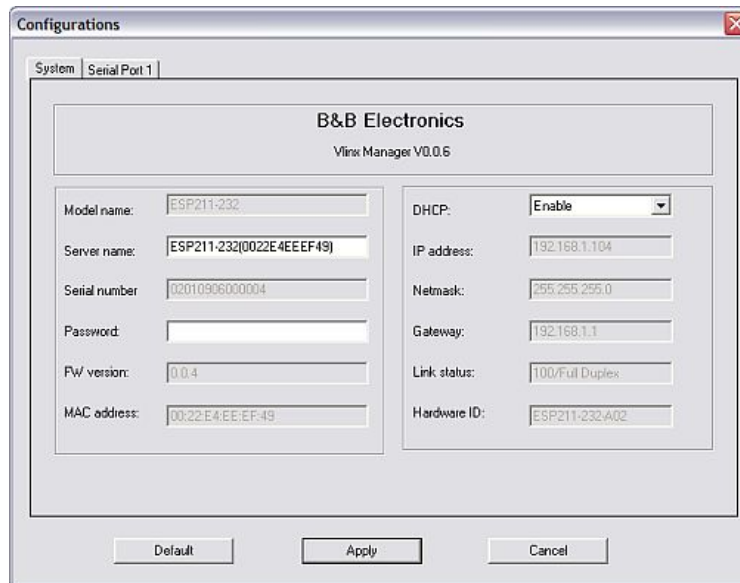 Configurations
System
Serial Port 1
B&B Electronics
Vlinx Manager V0.0.6
Model name: ESP211-232
Server name: ESP211-232(0022E4EEEF49)
Serial number 02010906000004
Password:
FW version: 0.0.4
MAC address: 00:22:E4:EE:EF:49
DHCP: Enable
IP address: 192.168.1.104
Netmask: 255.255.255.0
Gateway: 192.168.1.1
Link status: 100/Full Duplex
Hardware ID: ESP211-232-A02
Default
Apply
Cancel